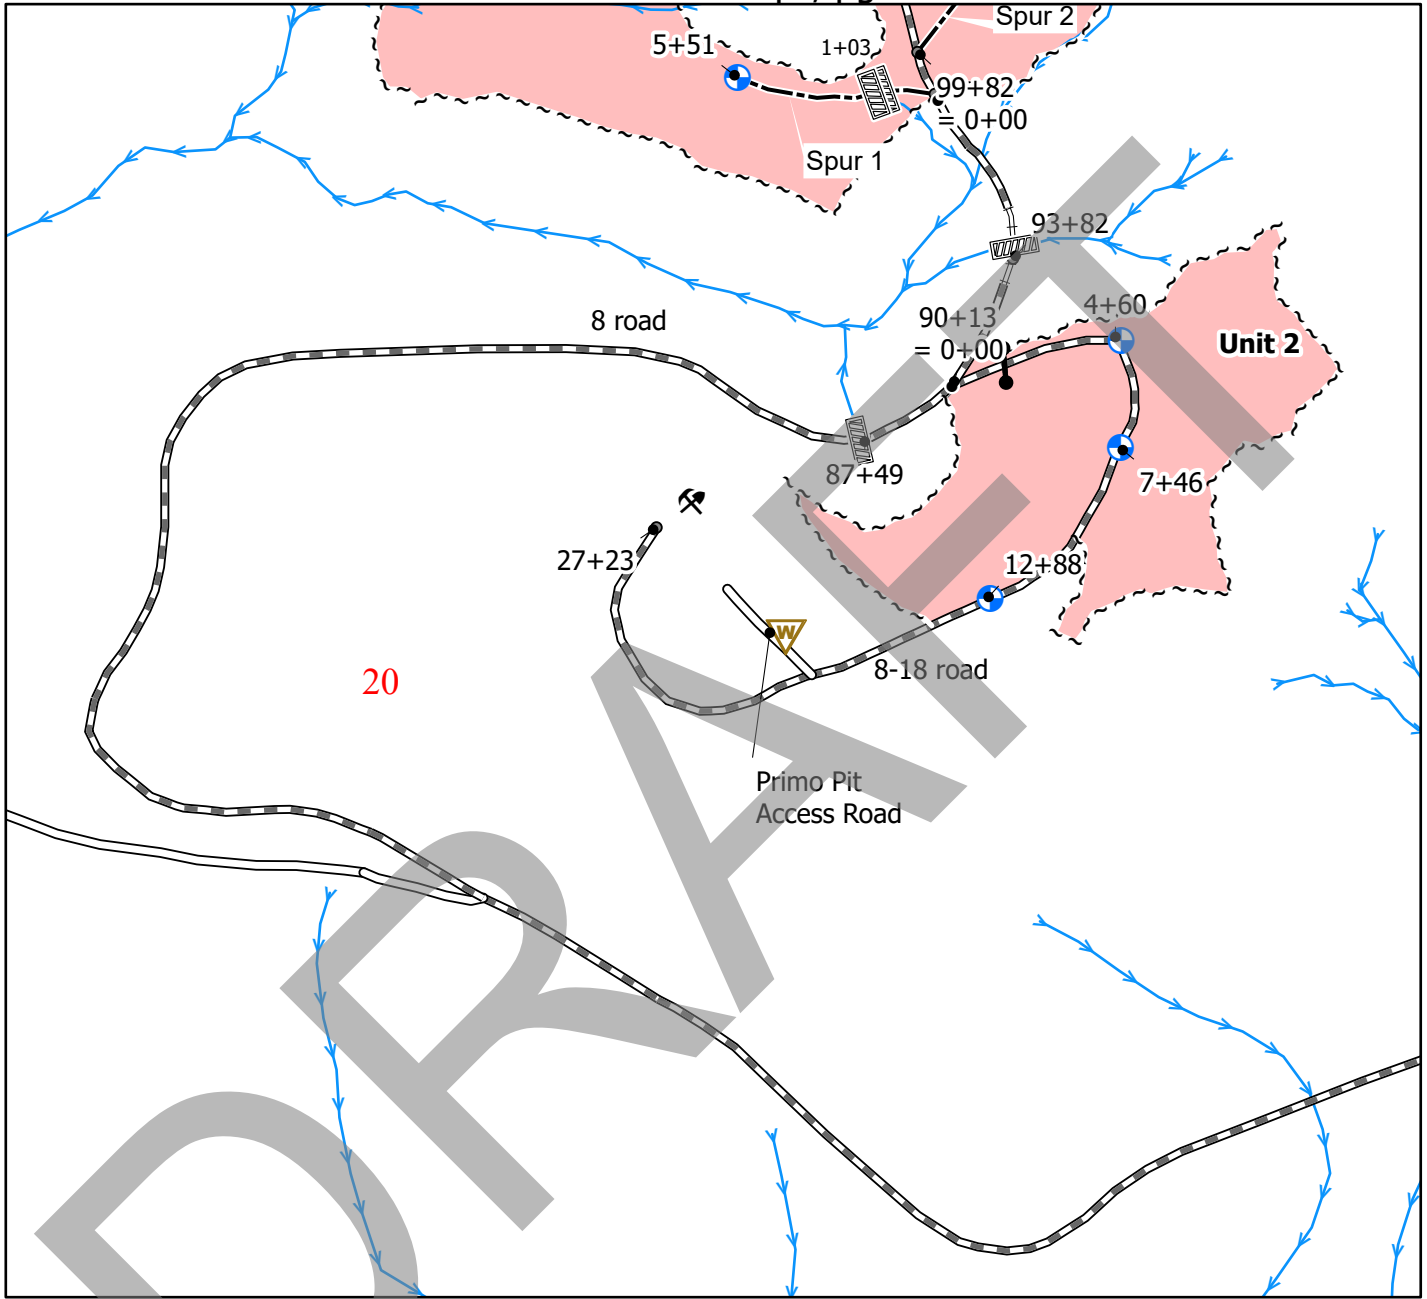 Spur 2
5+51
1+03
99+82
= 0+00
Spur 1
93+82
4+60
8 road
90+13
= 0+00
Unit 2
87+49
7+46
27+23
12+88
W
8-18 road
20
Primo Pit
Access Road
DRAFT